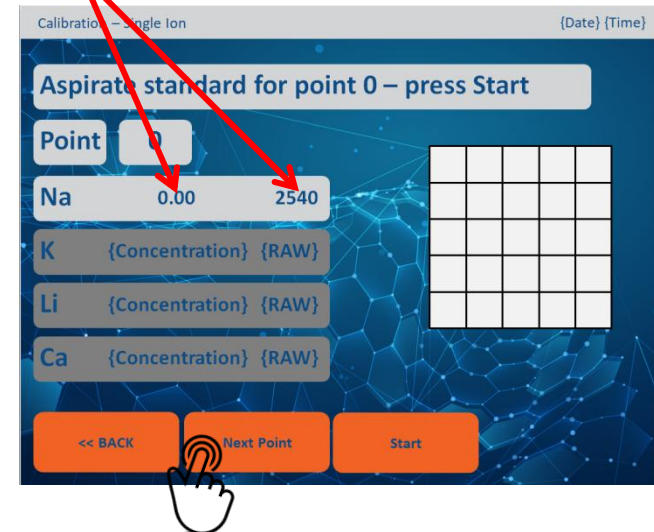 Calibration – Single Ion {Date} {Time}
Aspirate standard for point 0 – press Start
Point 0
Na 0.00 2540
K {Concentration} {RAW}
Li {Concentration} {RAW}
Ca {Concentration} {RAW}
<< BACK Next Point Start